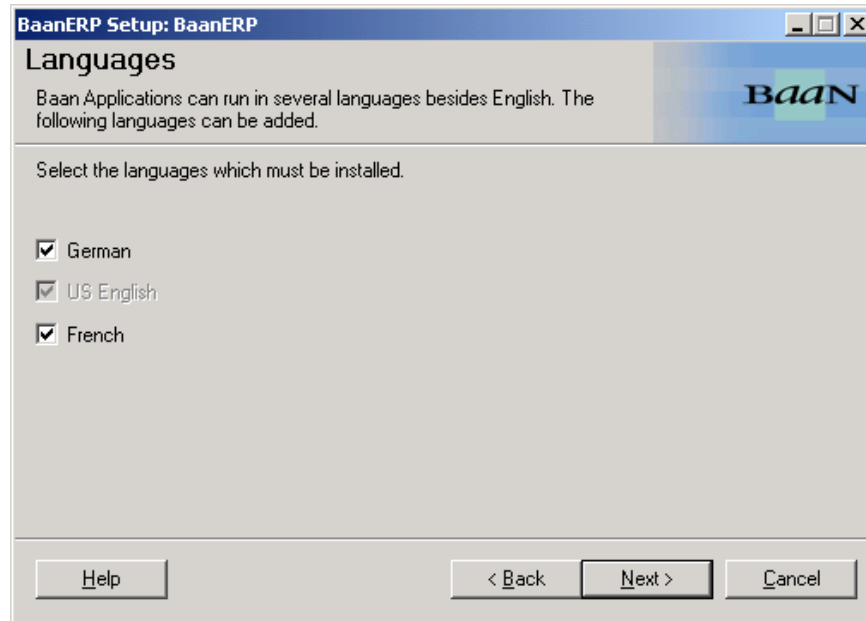 BaanERP Setup: BaanERP
Languages
Baan Applications can run in several languages besides English. The
following languages can be added.
BaaN
Select the languages which must be installed.
German
US English
French
Help
< Back
Next >
Cancel